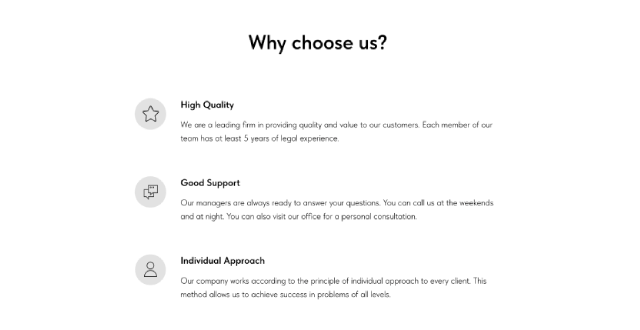 Why choose us?
High Quality
We are a leading firm in providing quality and value to our customers. Each member of our
team has at least 5 years of legal experience.
Good Support
Our managers are always ready to answer your questions. You can call us at the weekends
and at night. You can also visit our office for a personal consultation.
Individual Approach
Our company works according to the principle of individual approach to every client. This
method allows us to achieve success in problems of all levels.